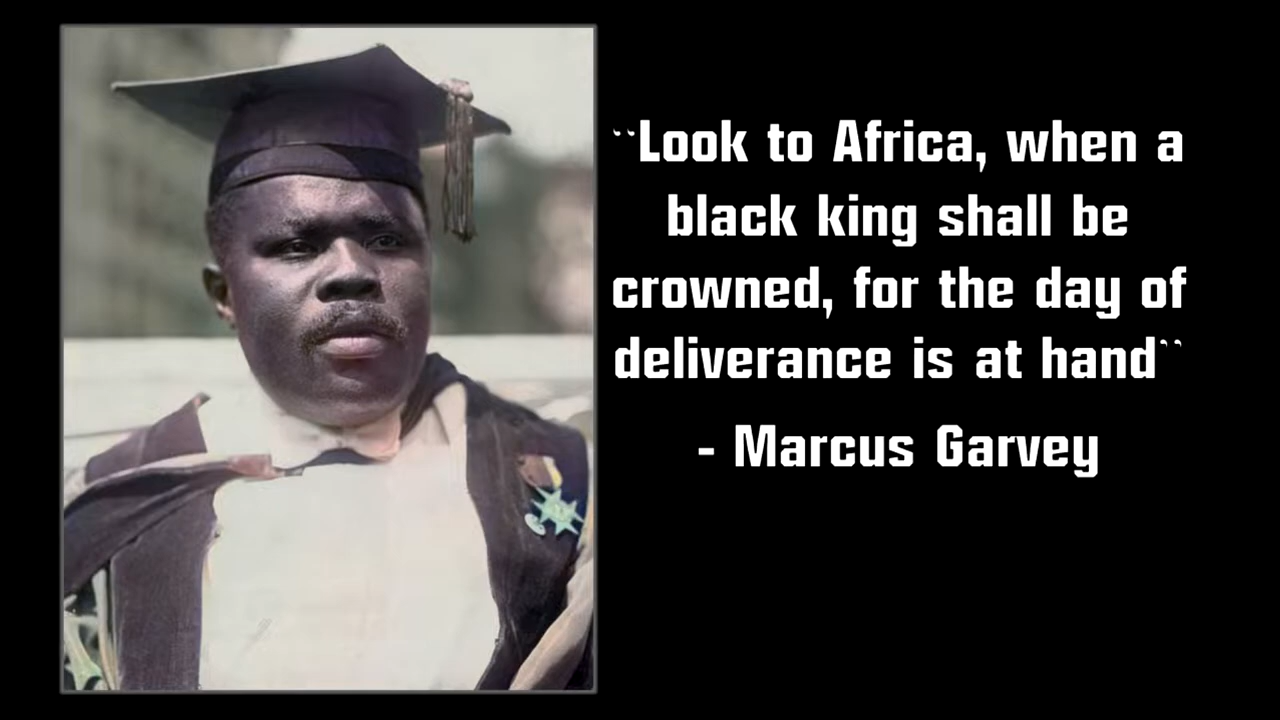 ``Look to Africa, when a
black king shall be
crowned, for the day of
deliverance is at hand´´
- Marcus Garvey